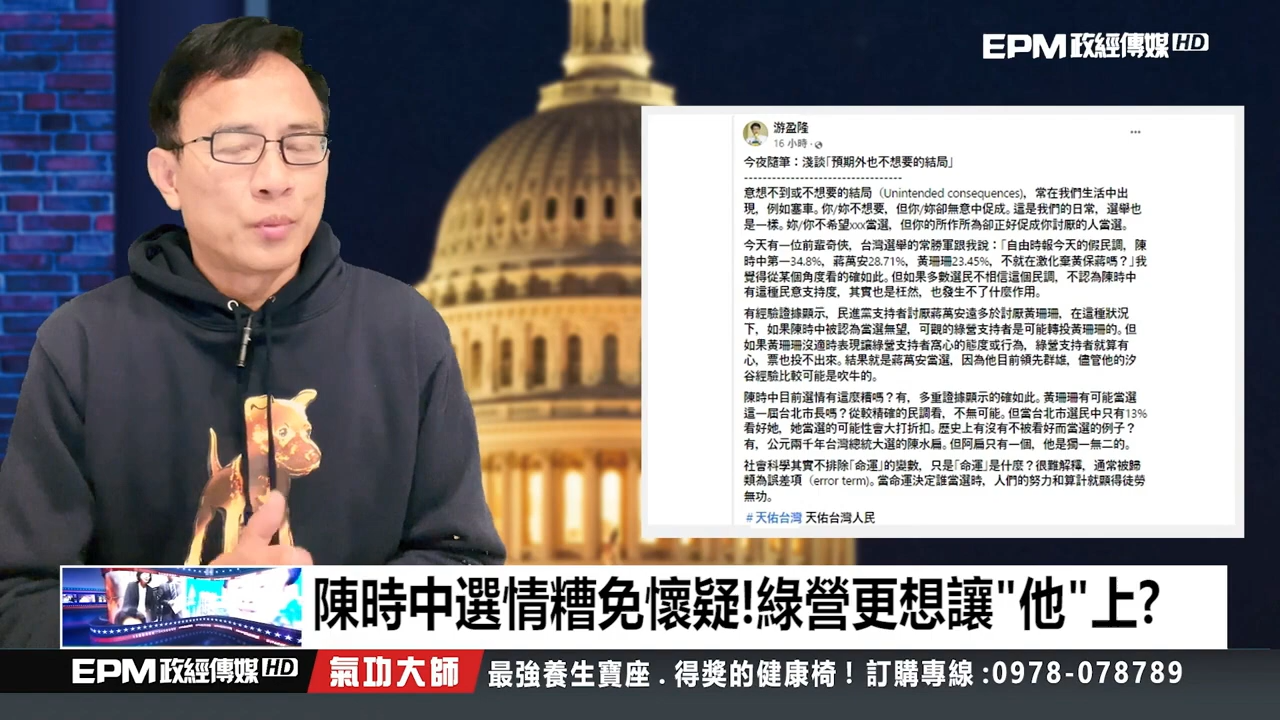 EPM政經傳媒HD
游盈隆
16 小時 ·
今夜隨筆：淺談「預期外也不想要的結局」
---------------------------------
意想不到或不想要的結局（Unintended consequences)，常在我們生活中出
現，例如塞車。你/妳不想要，但你/妳卻無意中促成。這是我們的日常，選舉也
是一樣。妳/你不希望xxx當選，但你的所作所為卻正好促成你討厭的人當選。
今天有一位前輩奇俠，台灣選舉的常勝軍跟我說：「自由時報今天的假民調，陳
時中第一34.8%，蔣萬安28.71%，黃珊珊23.45%，不就在激化棄黃保蔣嗎？」我
覺得從某個角度看的確如此。但如果多數選民不相信這個民調，不認為陳時中
有這種民意支持度，其實也是枉然，也發生不了什麼作用。
有經驗證據顯示，民進黨支持者討厭蔣萬安遠多於討厭黃珊珊，在這種狀況
下，如果陳時中被認為當選無望，可觀的綠營支持者是可能轉投黃珊珊的。但
如果黃珊珊沒適時表現讓綠營支持者窩心的態度或行為，綠營支持者就算有
心，票也投不出來。結果就是蔣萬安當選，因為他目前領先群雄，儘管他的汐
谷經驗比較可能是吹牛的。
陳時中目前選情有這麼糟嗎？有，多重證據顯示的確如此。黃珊珊有可能當選
這一屆台北市長嗎？從較精確的民調看，不無可能。但當台北市選民中只有13%
看好她，她當選的可能性會大打折扣。歷史上有沒有不被看好而當選的例子？
有，公元兩千年台灣總統大選的陳水扁。但阿扁只有一個，他是獨一無二的。
社會科學其實不排除「命運」的變數，只是「命運」是什麼？很難解釋，通常被歸
類為誤差項（error term)。當命運決定誰當選時，人們的努力和算計就顯得徒勞
無功。
#天佑台灣 天佑台灣人民
陳時中選情糟免懷疑!綠營更想讓"他"上?
EPM政經傳媒HD 氣功大師 最強養生寶座 . 得獎的健康椅 ! 訂購專線 :0978-078789